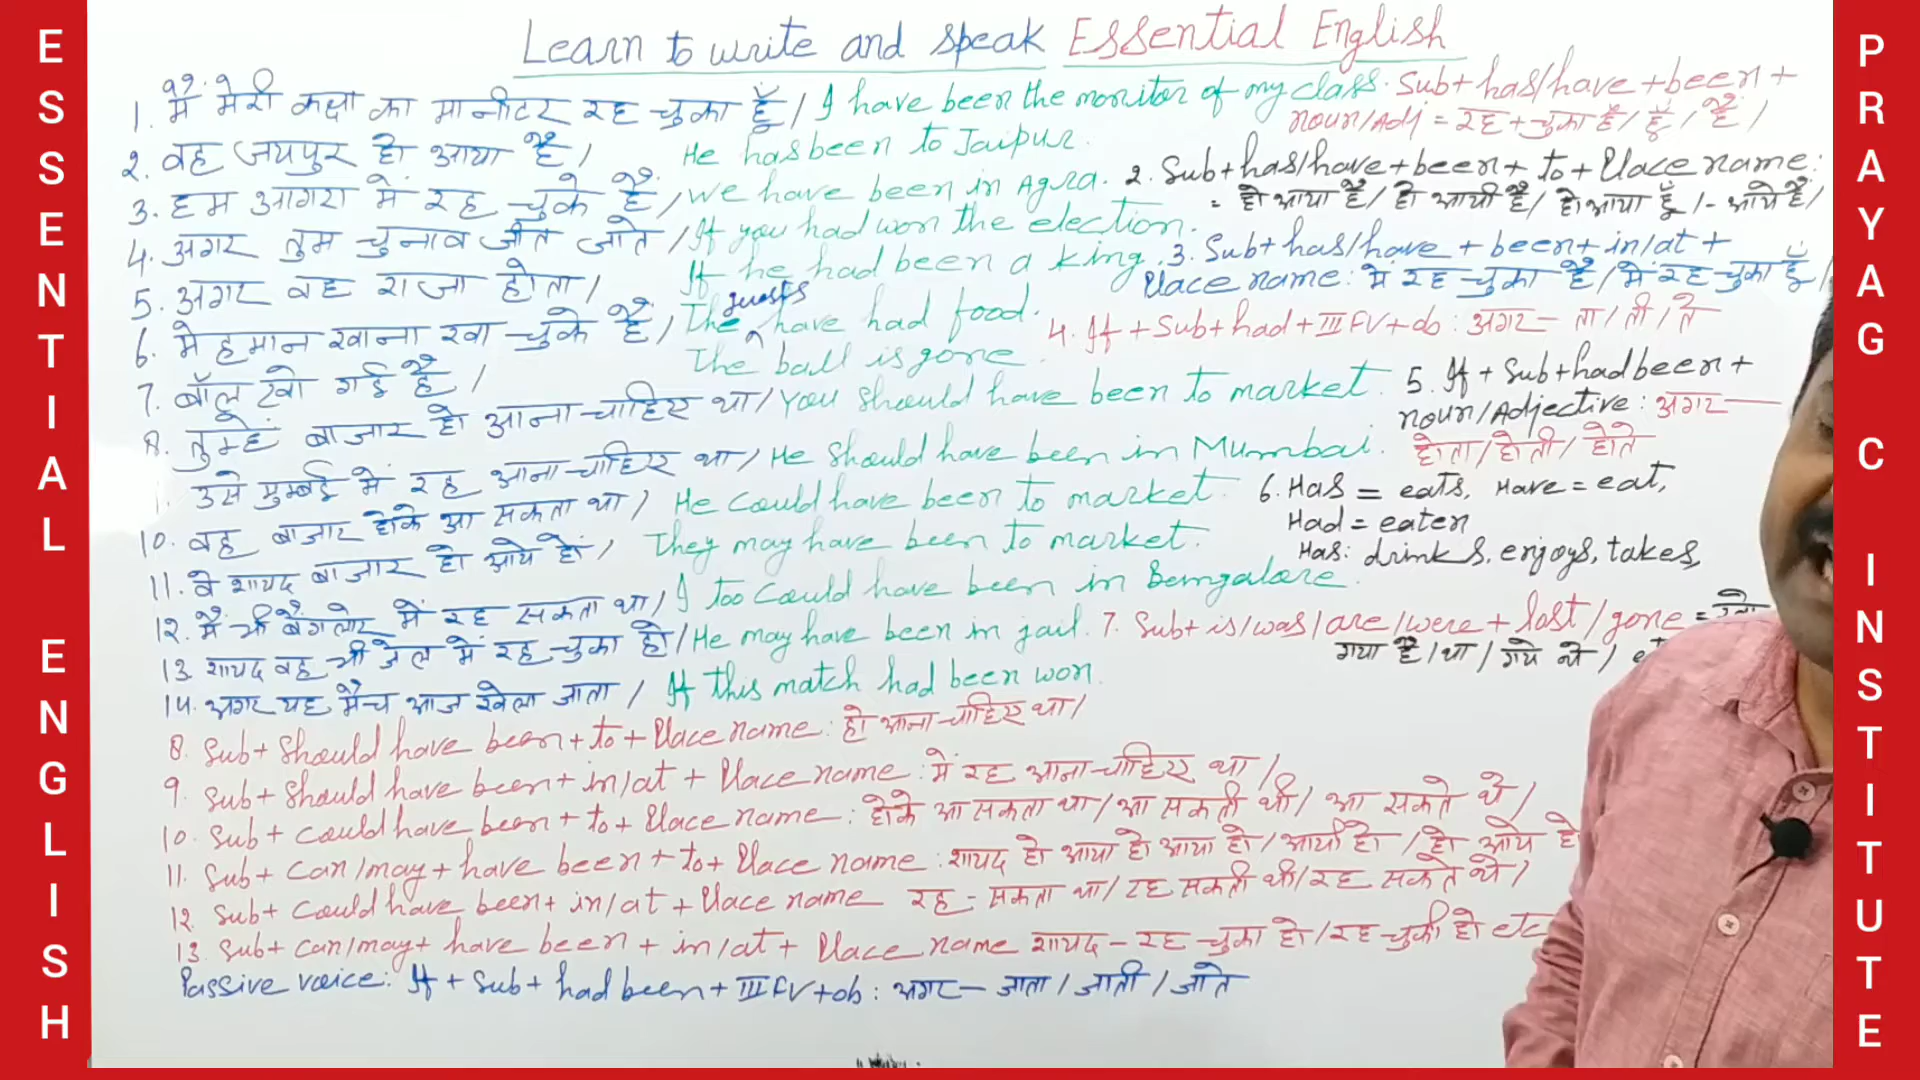 ESSENTIAL ENGLISH
Learn to write and speak Essential English
1. मैं मेरी कक्षा का मानीटर रह चुका हूँ / I have been the monitor of my class. Sub + has/have + been +
noun/Adj = रह + चुका है / हूँ / हैं /
2. वह जयपुर हो आया है / He has been to Jaipur.
2. Sub + has/have + been + to + Place name:
= हो आया है / हो आयी है / हो आया हूँ / - आये हैं /
3. हम आगरा में रह चुके हैं / We have been in Agra.
3. Sub + has/have + been + in/at +
Place name: में रह चुका है / में रह चुका हूँ /
4. अगर तुम चुनाव जीत जाते / If you had won the election.
4. If + Sub + had + III FV + ob: अगर - ता / ती / ते
5. अगर वह राजा होता / If he had been a king.
5. If + Sub + had been +
noun/Adjective: अगर —
होता / होती / होते
6. मेहमान खाना खा चुके हैं / The guests have had food.
6. Has = eats, Have = eat,
Had = eaten
Has: drinks, enjoys, takes,
7. बॉल खो गई है / The ball is gone.
7. Sub + is/was/are/were + lost/gone =
गया है / था / गये थे /
8. तुम्हें बाजार हो आना चाहिए था / You should have been to market.
उसे मुम्बई में रह आना चाहिए था / He should have been in Mumbai.
10. वह बाजार होके आ सकता था / He could have been to market.
11. वे शायद बाजार हो आये हों / They may have been to market.
12. मैं भी बैंगलोर में रह सकता था / I too could have been in Bemgalore.
13. शायद वह भी जेल में रह चुका हो / He may have been in jail.
14. अगर यह मैच आज खेला जाता / If this match had been won.
8. Sub + should have been + to + Place name: हो आना चाहिए था /
9. Sub + should have been + in/at + Place name: में रह आना चाहिए था /
10. Sub + could have been + to + Place name: होके आ सकता था / आ सकती थी / आ सकते थे /
11. Sub + can/may + have been + to + Place name: शायद हो आया हो आया हो / आयी हो / हो आये हो
12. Sub + could have been + in/at + Place name रह - सकता था / रह सकती थी / रह सकते थे /
13. Sub + can/may + have been + in/at + Place name शायद - रह चुका हो / रह चुकी हो etc
Passive voice: If + Sub + had been + III FV + ob: अगर - जाता / जाती / जाते
PRAYAG C INSTITUTE